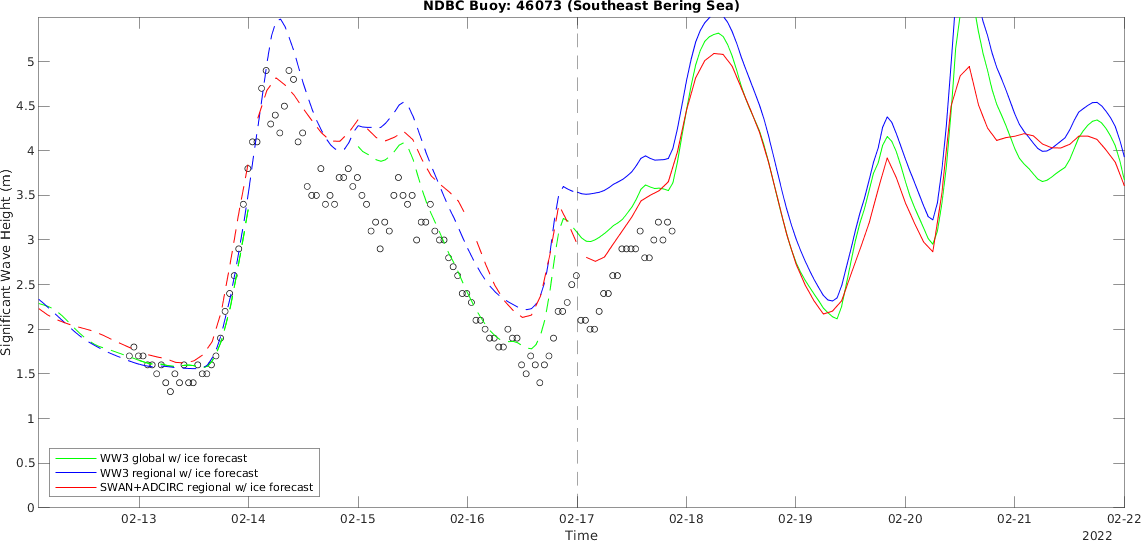 NDBC Buoy: 46073 (Southeast Bering Sea)
Significant Wave Height (m)
5
4.5
4
3.5
3
2.5
2
1.5
1
0.5
0
WW3 global w/ ice forecast
WW3 regional w/ ice forecast
SWAN+ADCIRC regional w/ ice forecast
02-13 02-14 02-15 02-16 02-17 02-18 02-19 02-20 02-21 02-22
Time
2022